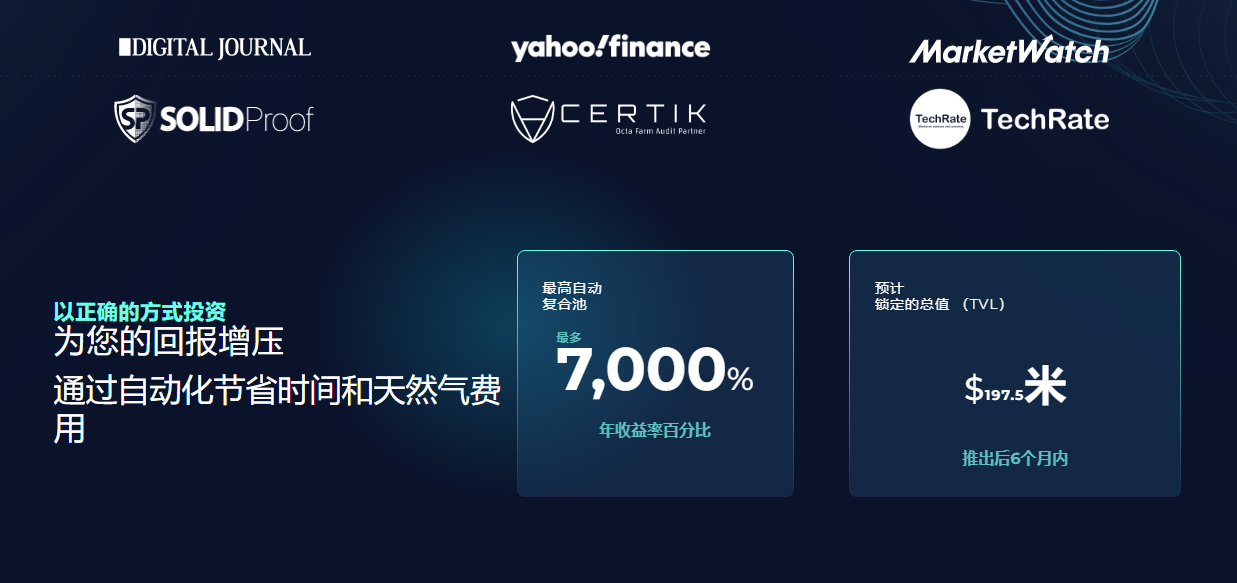 DIGITAL JOURNAL
yahoo!finance
MarketWatch
SP SOLIDProof
CERTIK
Octa Farm Audit Partner
TechRate
TechRate
以正确的方式投资
为您的回报增压
通过自动化节省时间和天然气费
用
最高自动
复合池
最多
7,000%
年收益率百分比
预计
锁定的总值 （TVL）
$197.5米
推出后6个月内